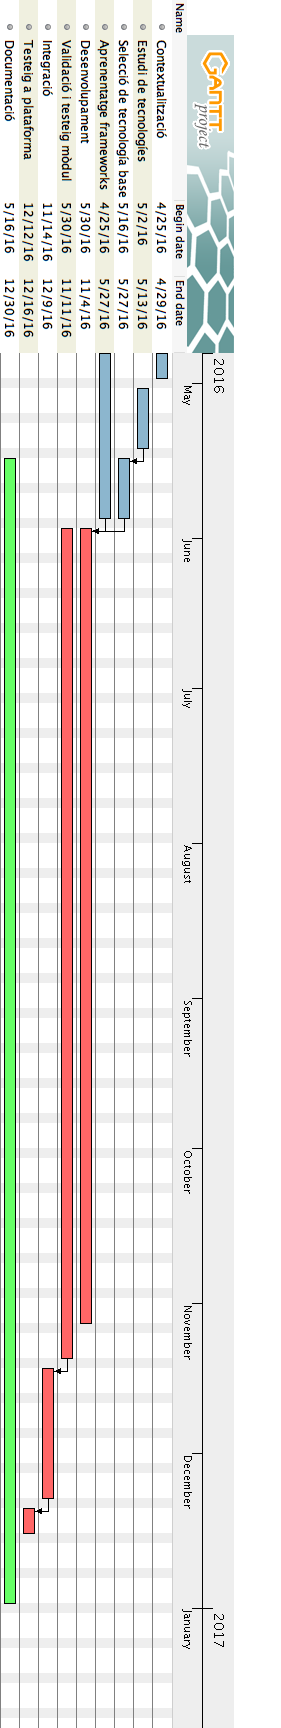 GANTT
project
2016
2017
Name Begin date End date
May June July August September October November December January
Contextualització 4/25/16 4/29/16
Estudi de tecnologies 5/2/16 5/13/16
Selecció de tecnología base 5/16/16 5/27/16
Aprenentatge frameworks 4/25/16 5/27/16
Desenvolupament 5/30/16 11/4/16
Validació i testeig mòdul 5/30/16 11/11/16
Integració 11/14/16 12/9/16
Testeig a plataforma 12/12/16 12/16/16
Documentació 5/16/16 12/30/16